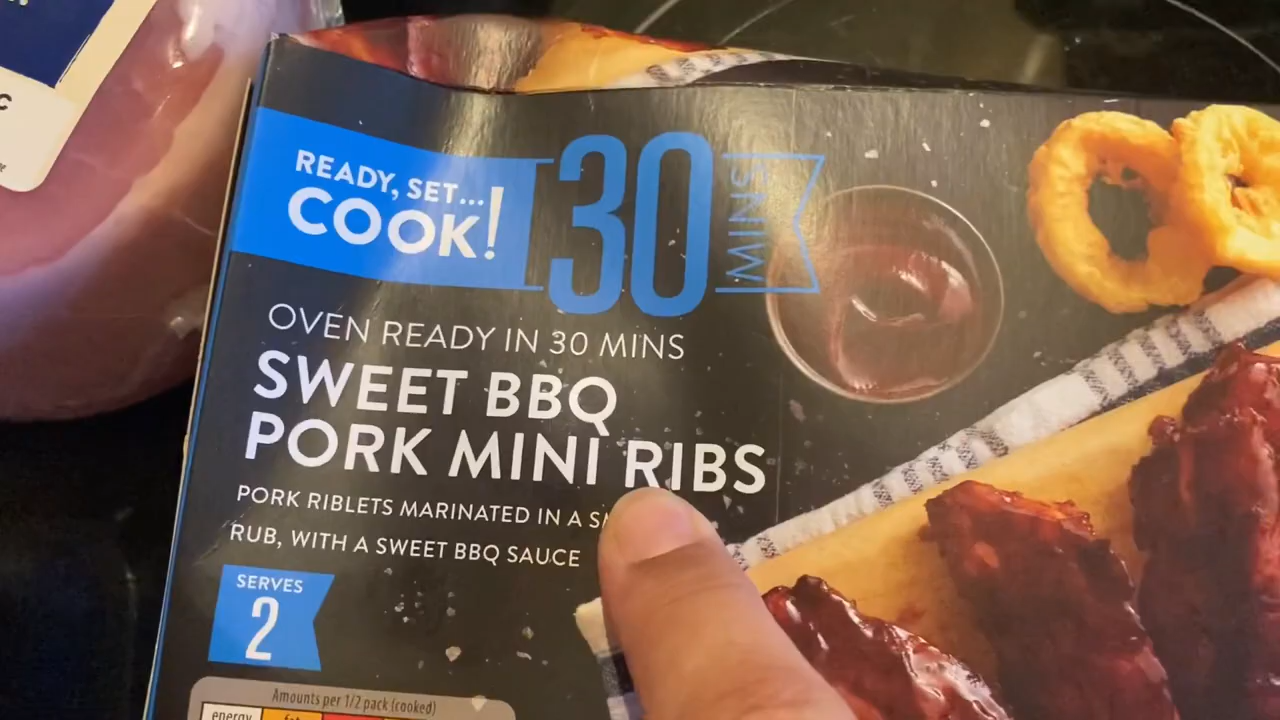 READY, SET...
COOK!
30
MINS
OVEN READY IN 30 MINS
SWEET BBQ
PORK MINI RIBS
PORK RIBLETS MARINATED IN A
RUB, WITH A SWEET BBQ SAUCE
SERVES
2
Amounts per 1/2 pack (cooked)
energy